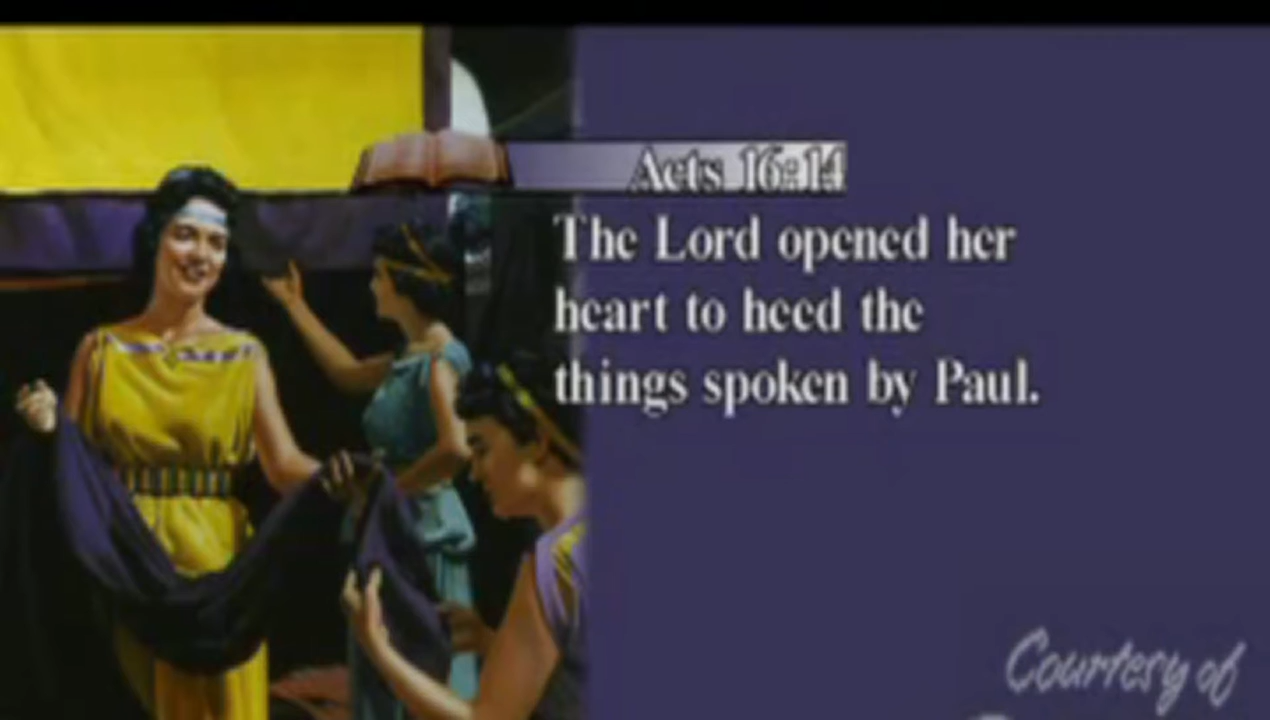 Acts 16:14
The Lord opened her
heart to heed the
things spoken by Paul.
Courtesy of